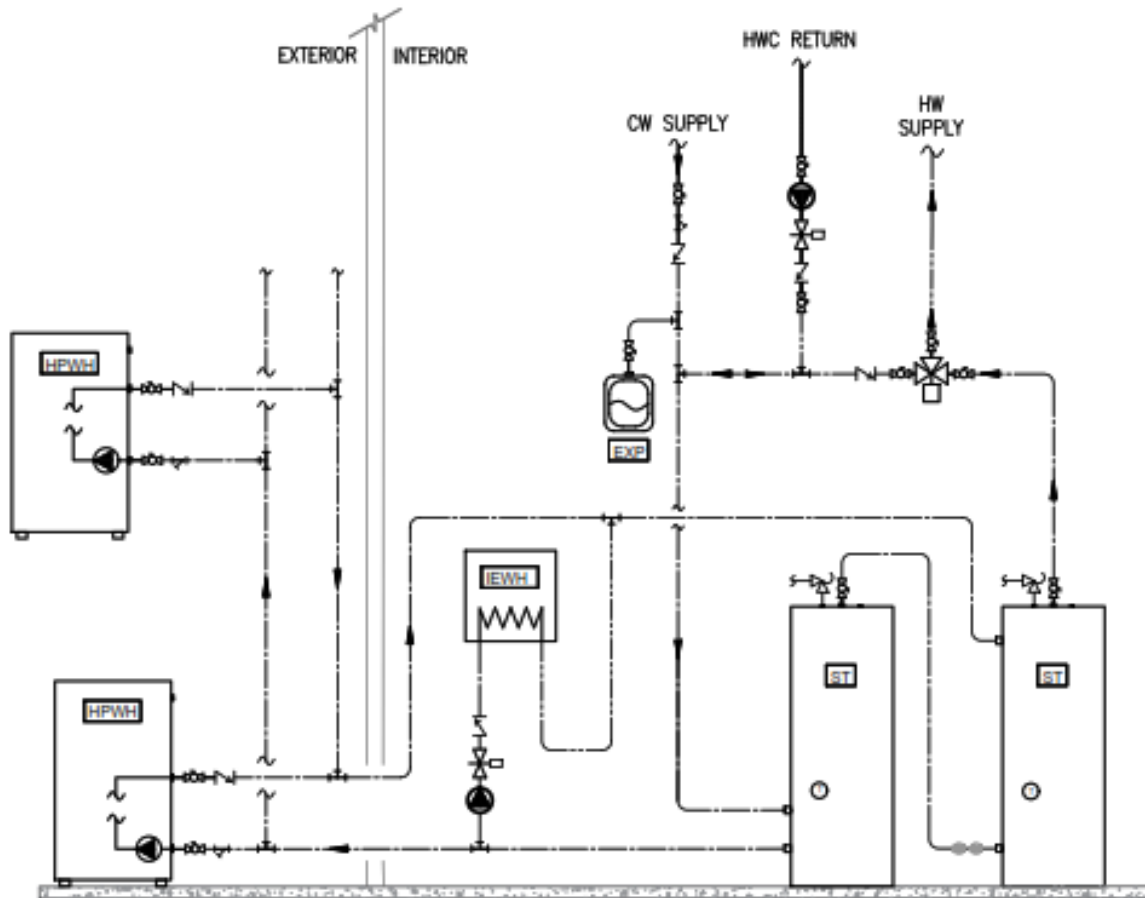 HWC RETURN
EXTERIOR
INTERIOR
HW
SUPPLY
CW SUPPLY
HPWH
EXP
IEWH
ST
ST
HPWH